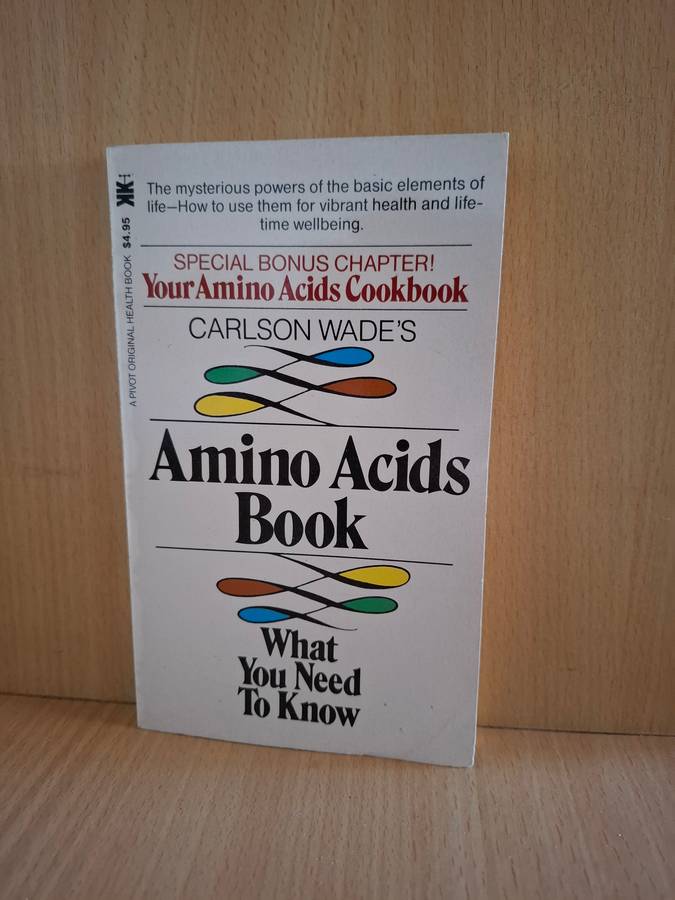 The mysterious powers of the basic elements of
life—How to use them for vibrant health and life-
time wellbeing.
SPECIAL BONUS CHAPTER!
Your Amino Acids Cookbook
CARLSON WADE'S
Amino Acids
Book
What
You Need
To Know
A PIVOT ORIGINAL HEALTH BOOK $4.95